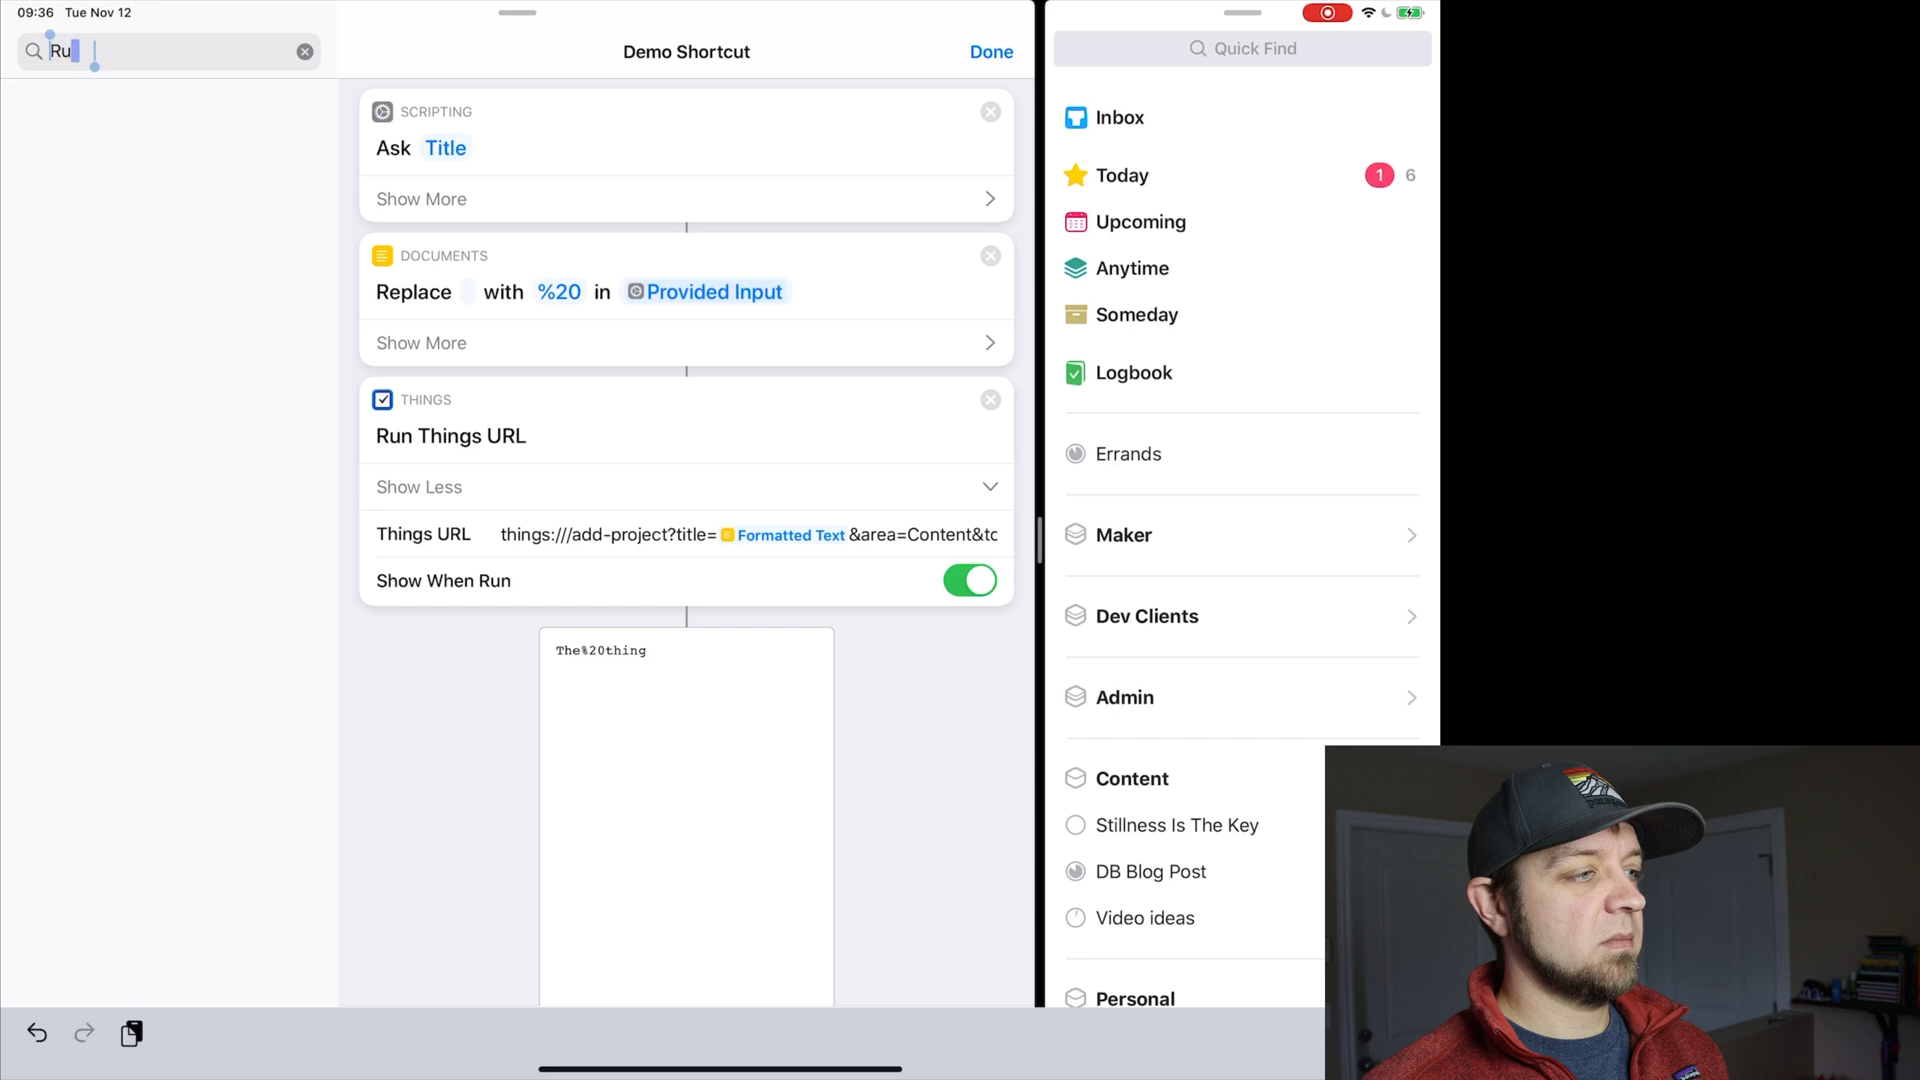 09:36 Tue Nov 12
Ru
Demo Shortcut
Done
SCRIPTING
Ask Title
Show More
DOCUMENTS
Replace with %20 in Provided Input
Show More
THINGS
Run Things URL
Show Less
Things URL things:///add-project?title= Formatted Text &area=Content&to
Show When Run
The%20thing
Quick Find
Inbox
Today 1 6
Upcoming
Anytime
Someday
Logbook
Errands
Maker
Dev Clients
Admin
Content
Stillness Is The Key
DB Blog Post
Video ideas
Personal